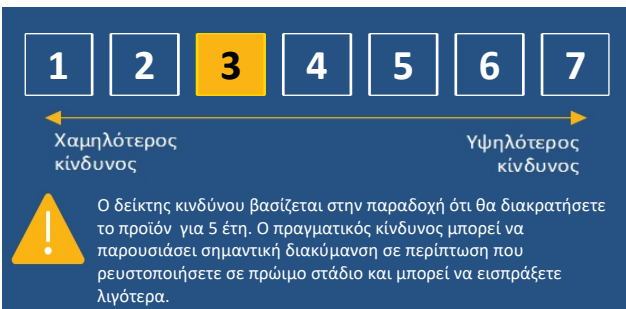 1 2 3 4 5 6 7
Χαμηλότερος Υψηλότερος
κίνδυνος κίνδυνος
Ο δείκτης κινδύνου βασίζεται στην παραδοχή ότι θα διακρατήσετε
το προϊόν για 5 έτη. Ο πραγματικός κίνδυνος μπορεί να
παρουσιάσει σημαντική διακύμανση σε περίπτωση που
ρευστοποιήσετε σε πρώιμο στάδιο και μπορεί να εισπράξετε
λιγότερα.